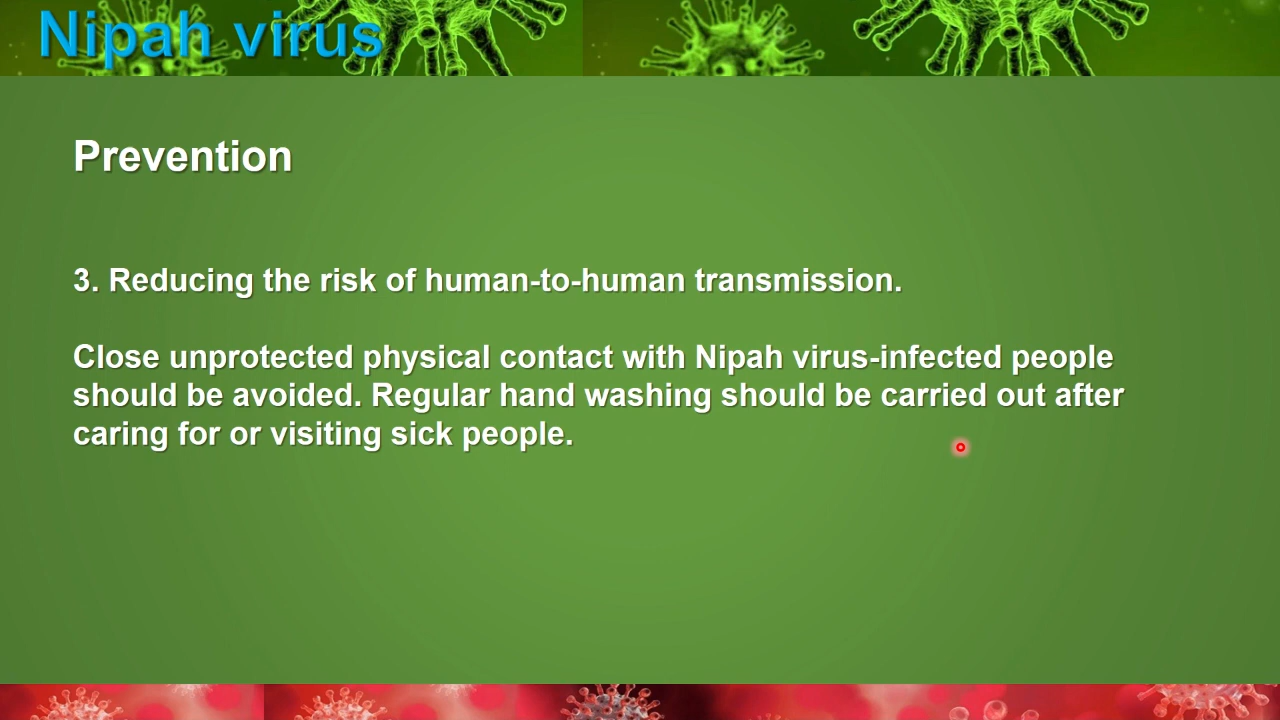 Nipah virus
Prevention
3. Reducing the risk of human-to-human transmission.
Close unprotected physical contact with Nipah virus-infected people
should be avoided. Regular hand washing should be carried out after
caring for or visiting sick people.